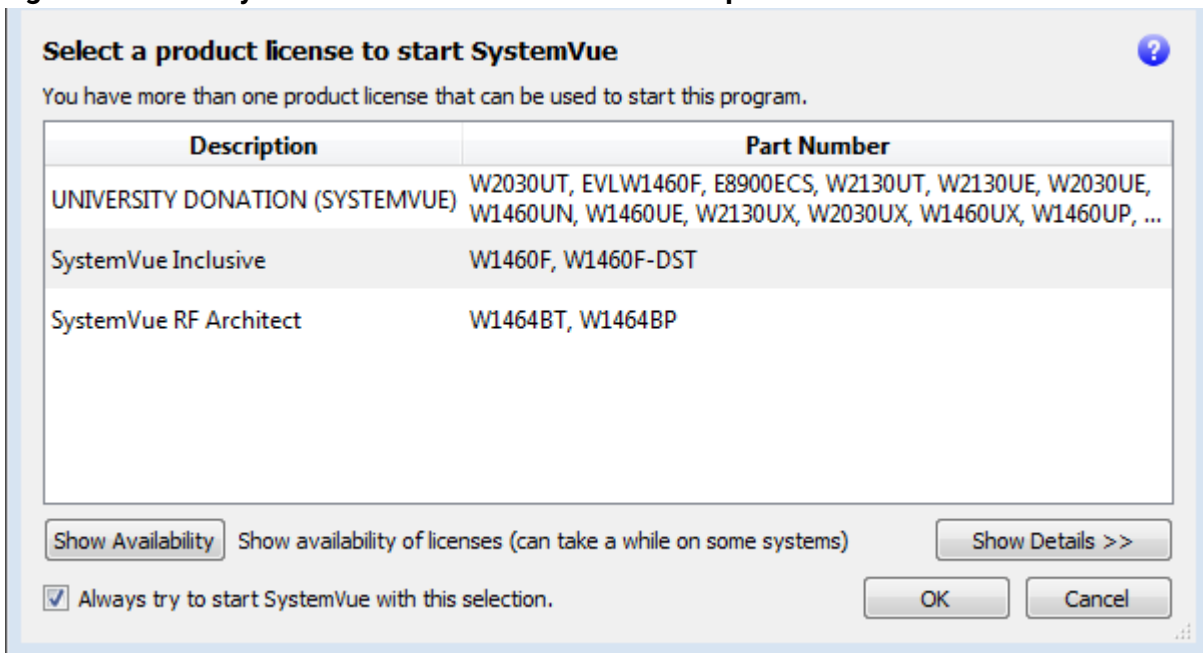 Select a product license to start SystemVue
You have more than one product license that can be used to start this program.
Description Part Number
UNIVERSITY DONATION (SYSTEMVUE) W2030UT, EVLW1460F, E8900ECS, W2130UT, W2130UE, W2030UE,
W1460UN, W1460UE, W2130UX, W2030UX, W1460UX, W1460UP, ...
SystemVue Inclusive W1460F, W1460F-DST
SystemVue RF Architect W1464BT, W1464BP
Show Availability Show availability of licenses (can take a while on some systems) Show Details >>
Always try to start SystemVue with this selection. OK Cancel